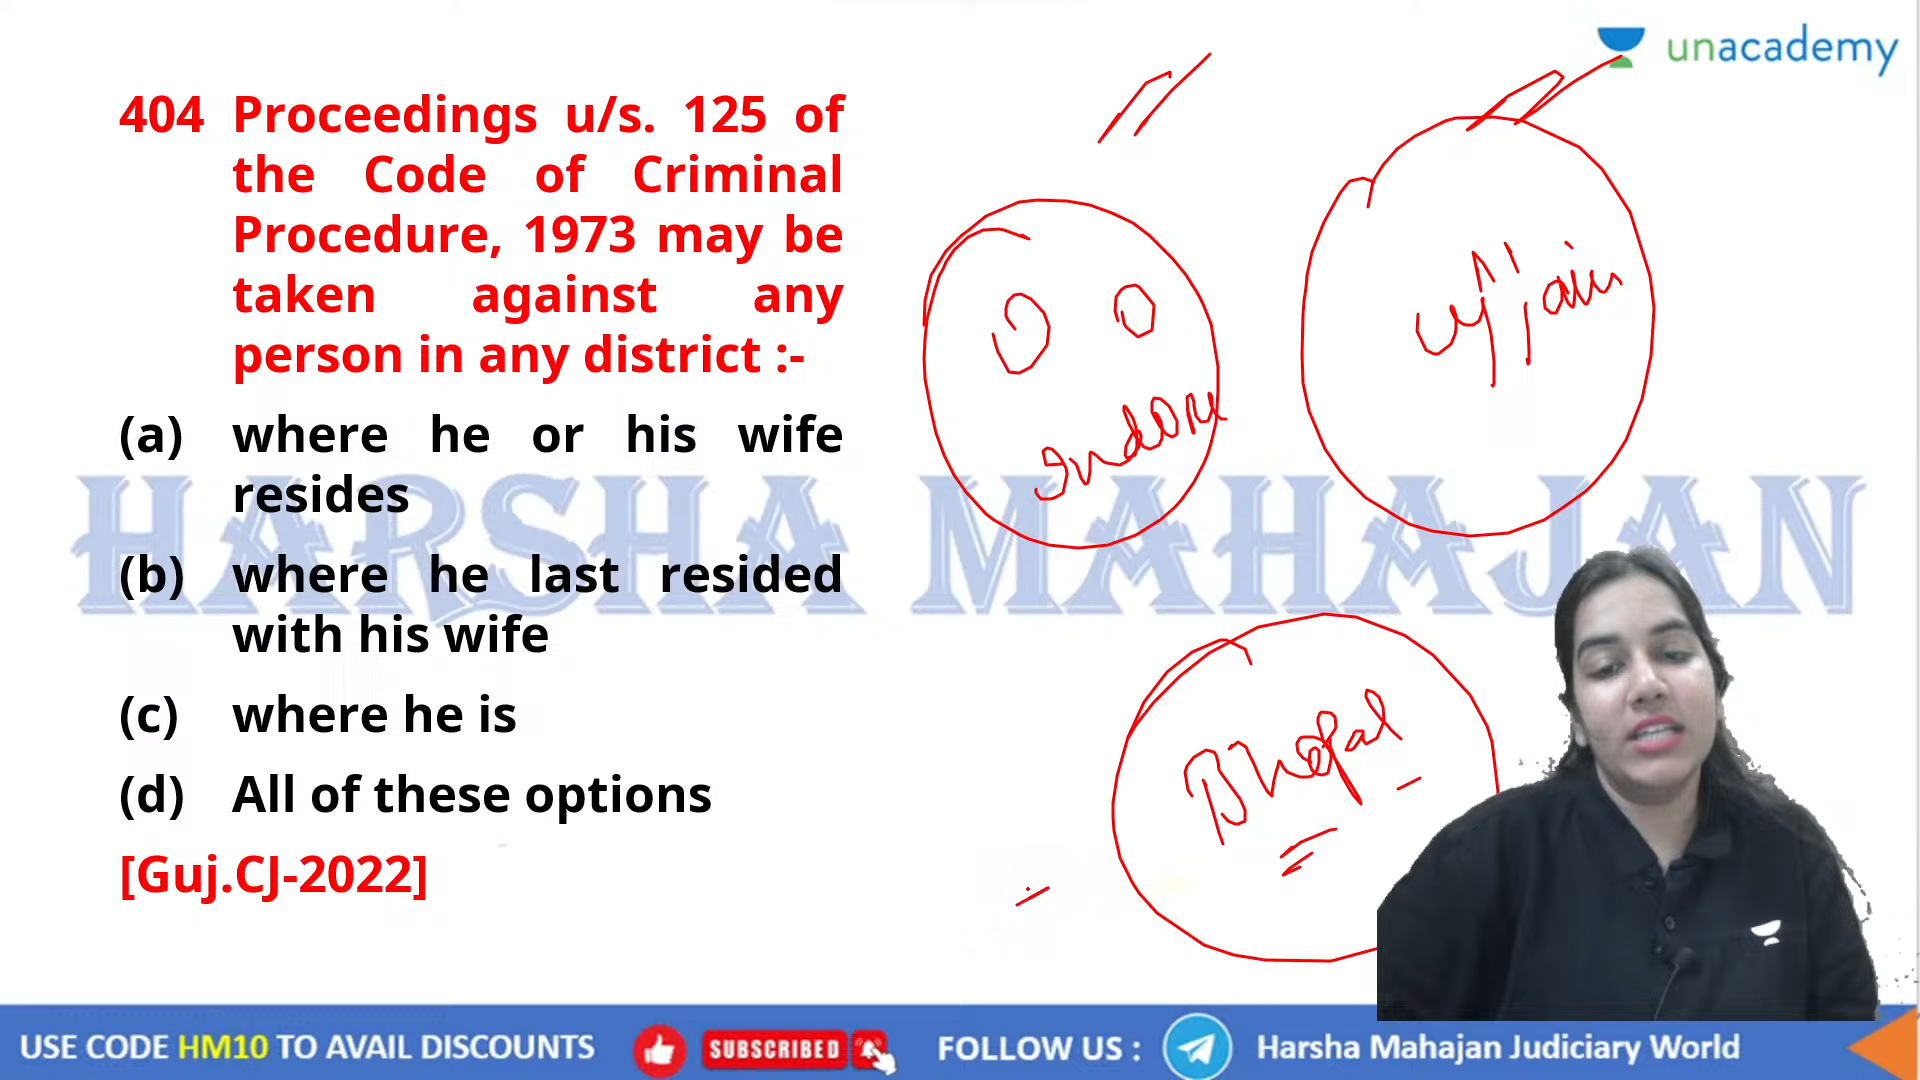 unacademy
404 Proceedings u/s. 125 of
the Code of Criminal
Procedure, 1973 may be
taken against any
person in any district :-
(a) where he or his wife
resides
(b) where he last resided
with his wife
(c) where he is
(d) All of these options
[Guj.CJ-2022]
Indore
Ujjain
Bhopal
HARSHA MAHAJAN
USE CODE HM10 TO AVAIL DISCOUNTS
SUBSCRIBED
FOLLOW US :
Harsha Mahajan Judiciary World